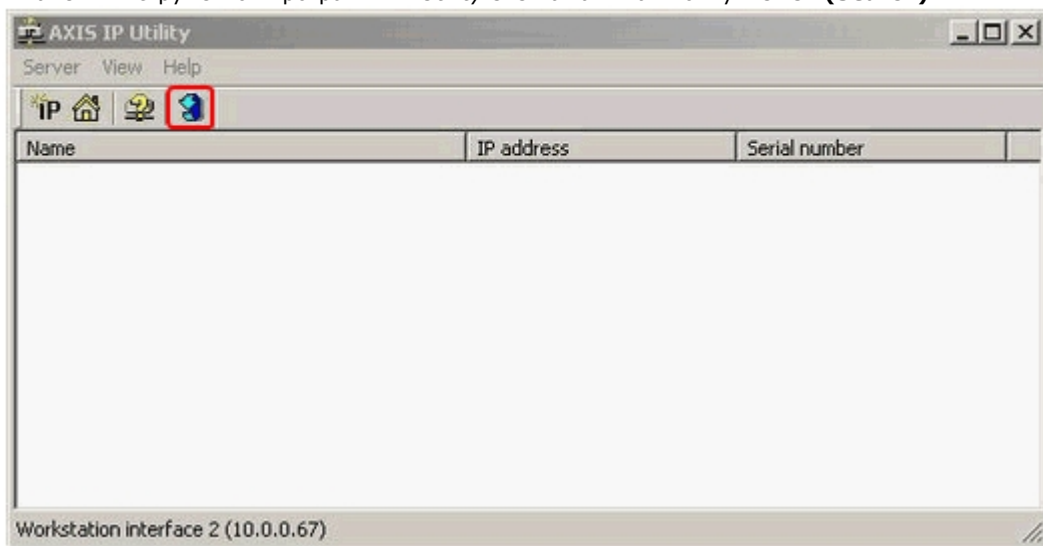 AXIS IP Utility
Server View Help
IP
Name IP address Serial number
Workstation interface 2 (10.0.0.67)